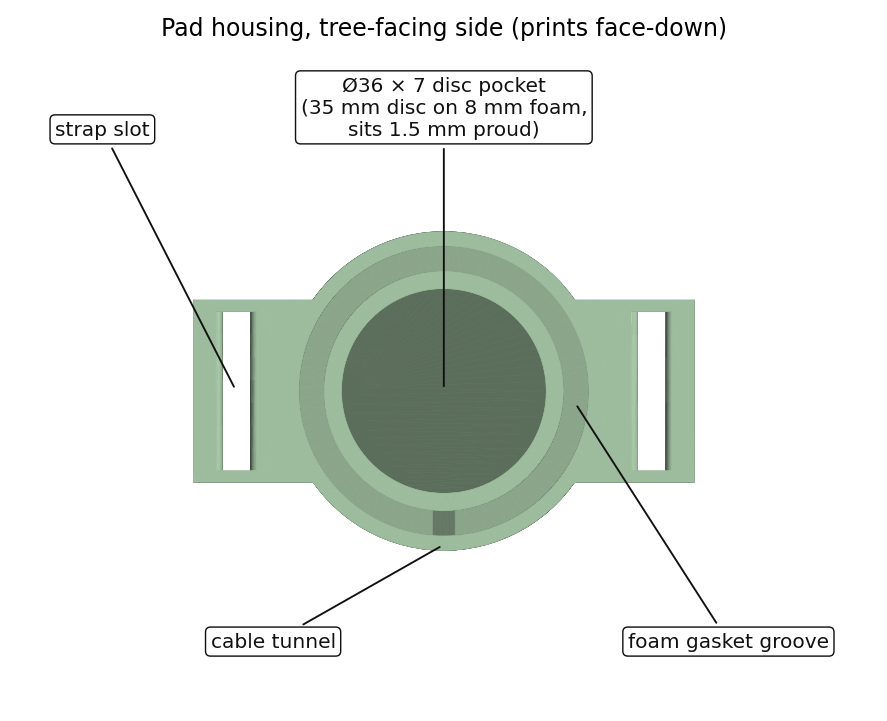 Pad housing, tree-facing side (prints face-down)
Ø36 × 7 disc pocket
(35 mm disc on 8 mm foam,
sits 1.5 mm proud)
strap slot
cable tunnel
foam gasket groove